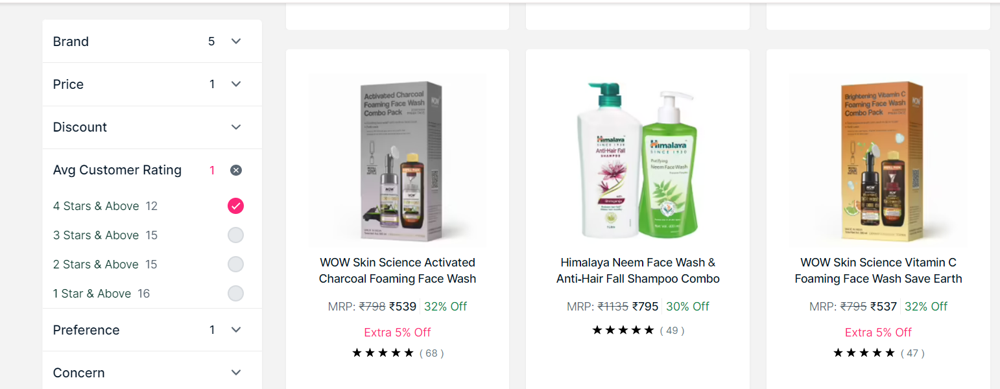 Brand 5
Price 1
Discount
Avg Customer Rating 1
4 Stars & Above 12
3 Stars & Above 15
2 Stars & Above 15
1 Star & Above 16
Preference 1
Concern
Activated Charcoal
Foaming Face Wash
Combo Pack
WOW
WOW Skin Science Activated
Charcoal Foaming Face Wash
MRP: ₹798 ₹539 32% Off
Extra 5% Off
( 68 )
Himalaya
SINCE 1930
Anti-Hair Fall
SHAMPOO
Himalaya
SINCE 1930
Purifying
Neem Face Wash
Himalaya Neem Face Wash &
Anti-Hair Fall Shampoo Combo
MRP: ₹1135 ₹795 30% Off
( 49 )
Brightening Vitamin C
Foaming Face Wash
Combo Pack
WOW
WOW Skin Science Vitamin C
Foaming Face Wash Save Earth
MRP: ₹795 ₹537 32% Off
Extra 5% Off
( 47 )